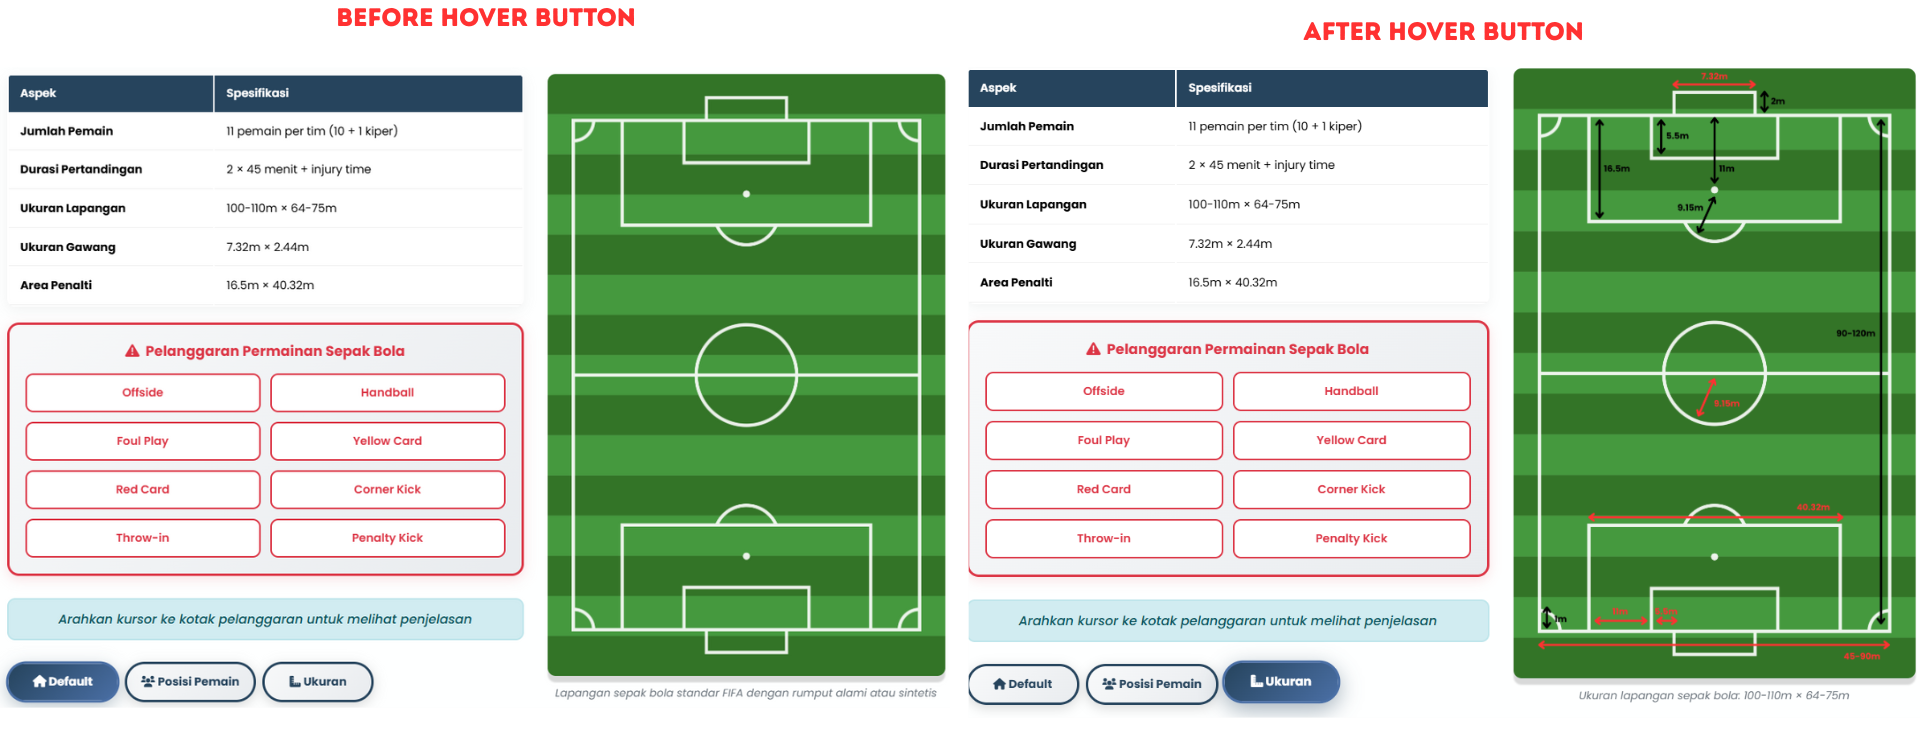 BEFORE HOVER BUTTON
Aspek Spesifikasi
Jumlah Pemain 11 pemain per tim (10 + 1 kiper)
Durasi Pertandingan 2 × 45 menit + injury time
Ukuran Lapangan 100-110m × 64-75m
Ukuran Gawang 7.32m × 2.44m
Area Penalti 16.5m × 40.32m
Pelanggaran Permainan Sepak Bola
Offside Handball
Foul Play Yellow Card
Red Card Corner Kick
Throw-in Penalty Kick
Arahkan kursor ke kotak pelanggaran untuk melihat penjelasan
Default Posisi Pemain Ukuran
Lapangan sepak bola standar FIFA dengan rumput alami atau sintetis
AFTER HOVER BUTTON
Aspek Spesifikasi
Jumlah Pemain 11 pemain per tim (10 + 1 kiper)
Durasi Pertandingan 2 × 45 menit + injury time
Ukuran Lapangan 100-110m × 64-75m
Ukuran Gawang 7.32m × 2.44m
Area Penalti 16.5m × 40.32m
Pelanggaran Permainan Sepak Bola
Offside Handball
Foul Play Yellow Card
Red Card Corner Kick
Throw-in Penalty Kick
Arahkan kursor ke kotak pelanggaran untuk melihat penjelasan
Default Posisi Pemain Ukuran
7.32m
2m
5.5m
16.5m
11m
9.15m
90-120m
9.15m
40.32m
11m
5.5m
1m
45-90m
Ukuran lapangan sepak bola: 100-110m × 64-75m